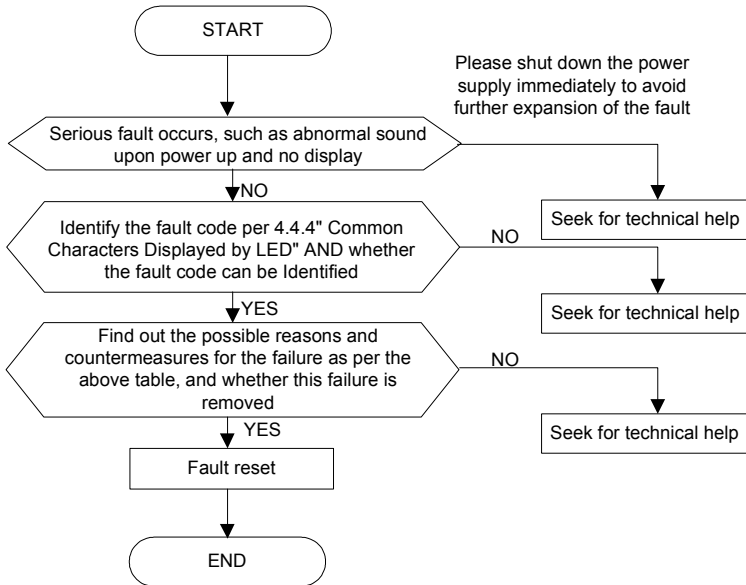 START
Please shut down the power
supply immediately to avoid
further expansion of the fault
Serious fault occurs, such as abnormal sound
upon power up and no display
NO
Seek for technical help
Identify the fault code per 4.4.4" Common
Characters Displayed by LED" AND whether
the fault code can be Identified
NO
YES
Seek for technical help
Find out the possible reasons and
countermeasures for the failure as per the
above table, and whether this failure is
removed
NO
YES
Seek for technical help
Fault reset
END